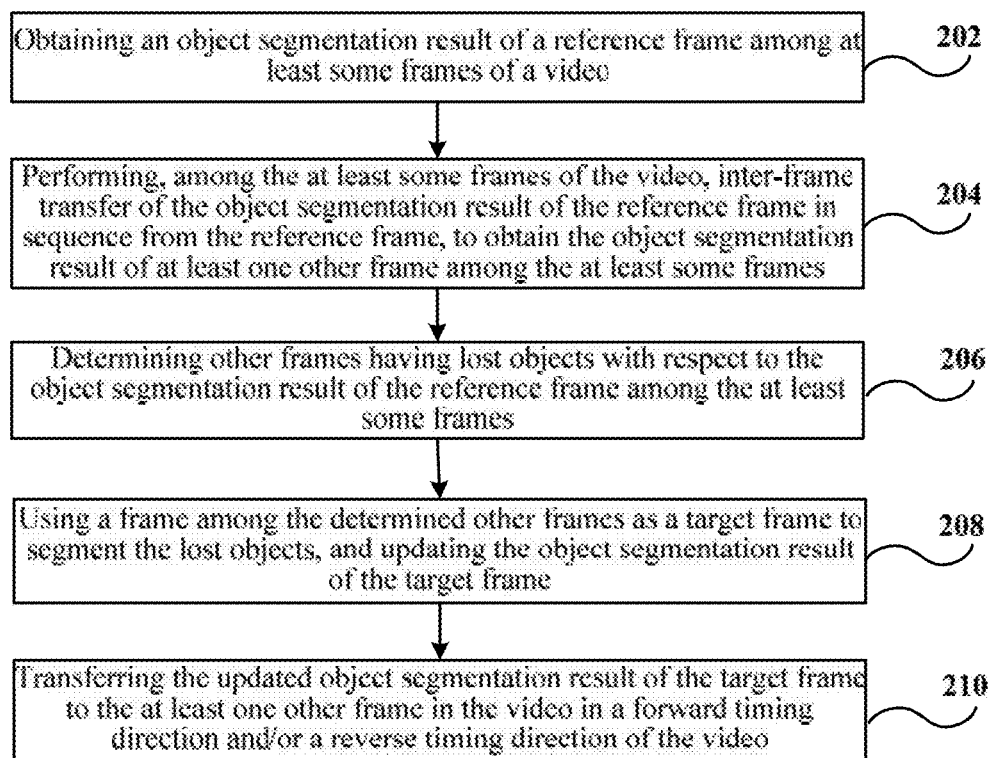 Obtaining an object segmentation result of a reference frame among at
least some frames of a video
202
Performing, among the at least some frames of the video, inter-frame
transfer of the object segmentation result of the reference frame in
sequence from the reference frame, to obtain the object segmentation
result of at least one other frame among the at least some frames
204
Determining other frames having lost objects with respect to the
object segmentation result of the reference frame among the at least
some frames
206
Using a frame among the determined other frames as a target frame to
segment the lost objects, and updating the object segmentation result
of the target frame
208
Transferring the updated object segmentation result of the target frame
to the at least one other frame in the video in a forward timing
direction and/or a reverse timing direction of the video
210